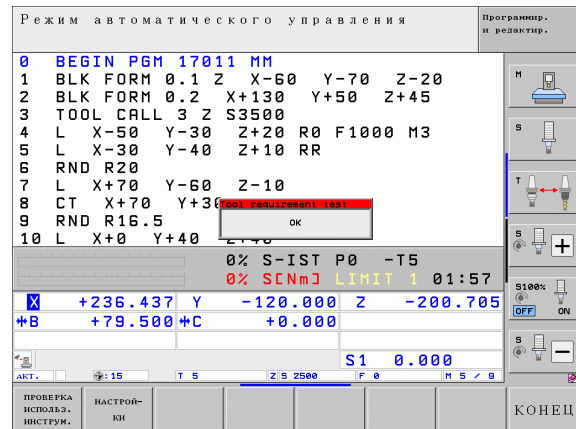 Режим автоматического управления
Программир.
и редактир.
0 BEGIN PGM 17011 MM
1 BLK FORM 0.1 Z X-60 Y-70 Z-20
2 BLK FORM 0.2 X+130 Y+50 Z+45
3 TOOL CALL 3 Z S3500
4 L X-50 Y-30 Z+20 R0 F1000 M3
5 L X-30 Y-40 Z+10 RR
6 RND R20
7 L X+70 Y-60 Z-10
8 CT X+70 Y+30
9 RND R16.5
10 L X+0 Y+40 Z+40
Tool requirement test
OK
0% S-IST P0 -T5
0% S[Nm] LIMIT 1 01:57
X +236.437 Y -120.000 Z -200.705
B +79.500 C +0.000
S1 0.000
АКТ. : 15 T 5 Z S 2500 F 0 M 5 / 9
M
S
T
S
S100%
OFF ON
S
ПРОВЕРКА
ИСПОЛЬЗ.
ИНСТРУМ.
НАСТРОЙ-
КИ
КОНЕЦ